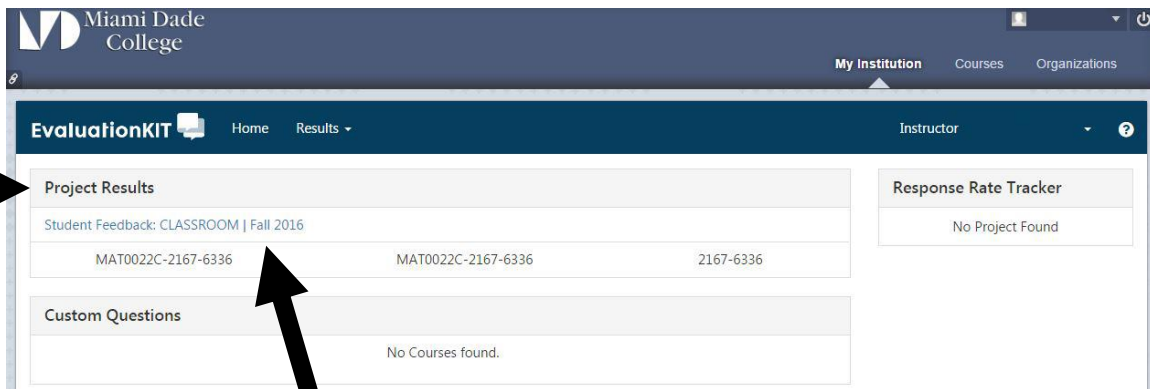 Miami Dade
College
My Institution Courses Organizations
EvaluationKIT Home Results Instructor ?
Project Results
Student Feedback: CLASSROOM | Fall 2016
MAT0022C-2167-6336 MAT0022C-2167-6336 2167-6336
Custom Questions
No Courses found.
Response Rate Tracker
No Project Found